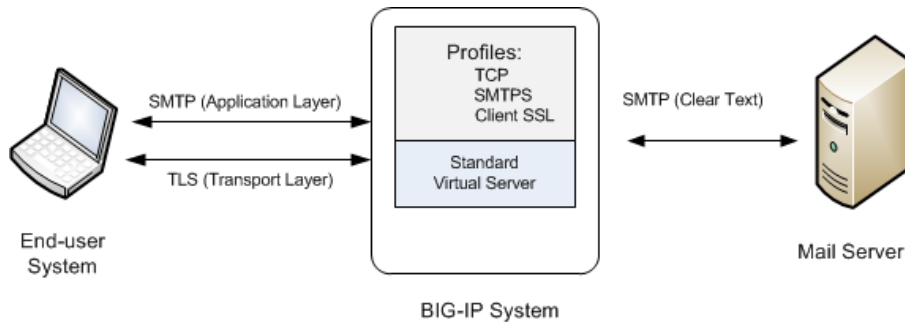 SMTP (Application Layer)
TLS (Transport Layer)
End-user
System
Profiles:
TCP
SMTPS
Client SSL
Standard
Virtual Server
BIG-IP System
SMTP (Clear Text)
Mail Server